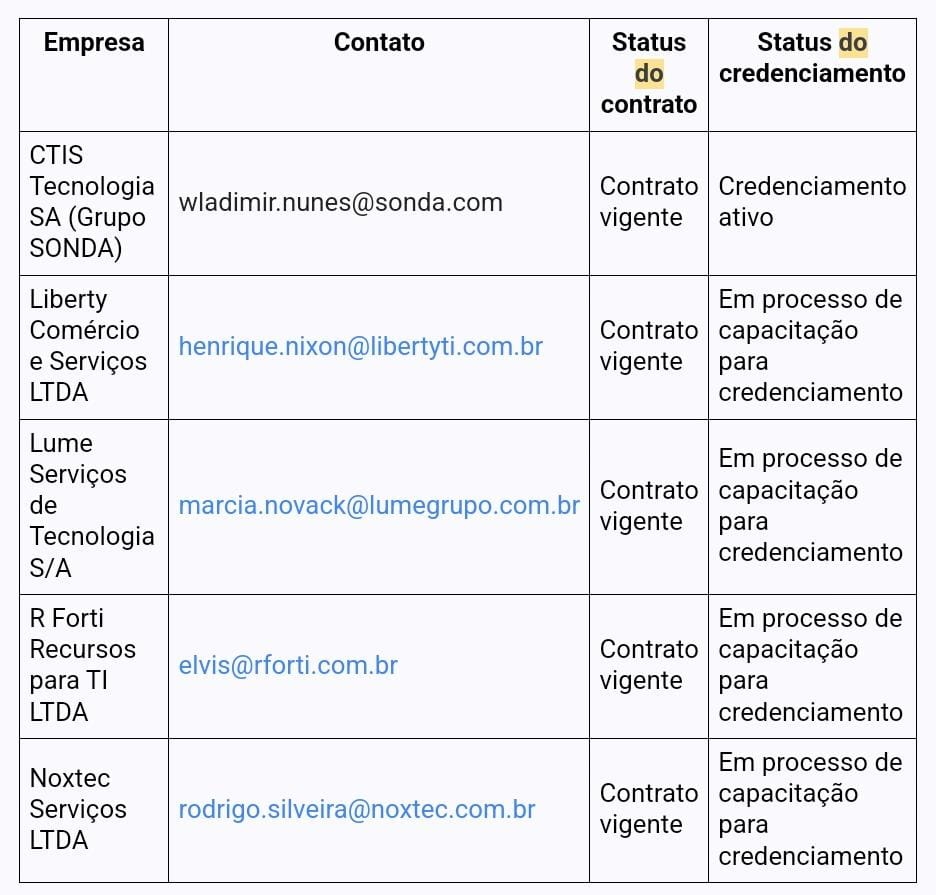 Empresa
Contato
Status
do
contrato
Status do
credenciamento
CTIS
Tecnologia
SA (Grupo
SONDA)
wladimir.nunes@sonda.com
Contrato
vigente
Credenciamento
ativo
Liberty
Comércio
e Serviços
LTDA
henrique.nixon@libertyti.com.br
Contrato
vigente
Em processo de
capacitação
para
credenciamento
Lume
Serviços
de
Tecnologia
S/A
marcia.novack@lumegrupo.com.br
Contrato
vigente
Em processo de
capacitação
para
credenciamento
R Forti
Recursos
para TI
LTDA
elvis@rforti.com.br
Contrato
vigente
Em processo de
capacitação
para
credenciamento
Noxtec
Serviços
LTDA
rodrigo.silveira@noxtec.com.br
Contrato
vigente
Em processo de
capacitação
para
credenciamento